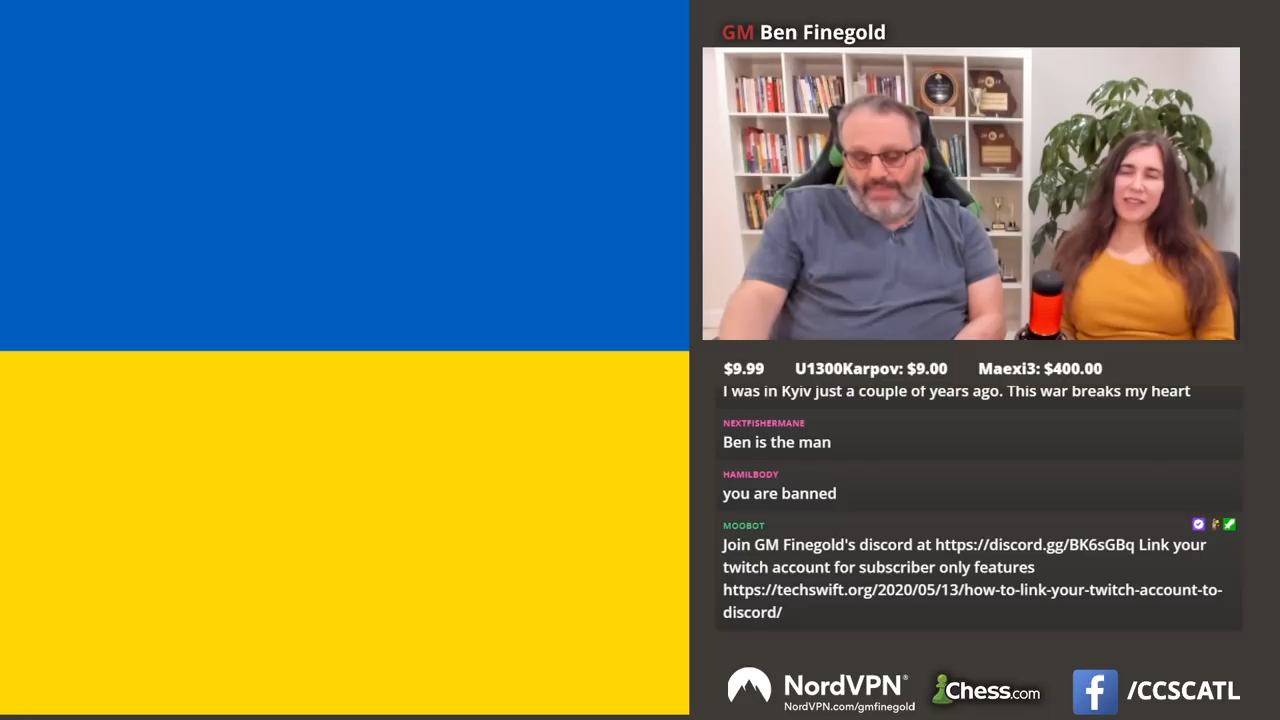 GM Ben Finegold
$9.99 U1300Karpov: $9.00 Maexi3: $400.00
I was in Kyiv just a couple of years ago. This war breaks my heart
NEXTFISHERMANE
Ben is the man
HAMILBODY
you are banned
MOOBOT
Join GM Finegold's discord at https://discord.gg/BK6sGBq Link your
twitch account for subscriber only features
https://techswift.org/2020/05/13/how-to-link-your-twitch-account-to-
discord/
NordVPN®
NordVPN.com/gmfinegold
iChess.com
f /CCSCATL